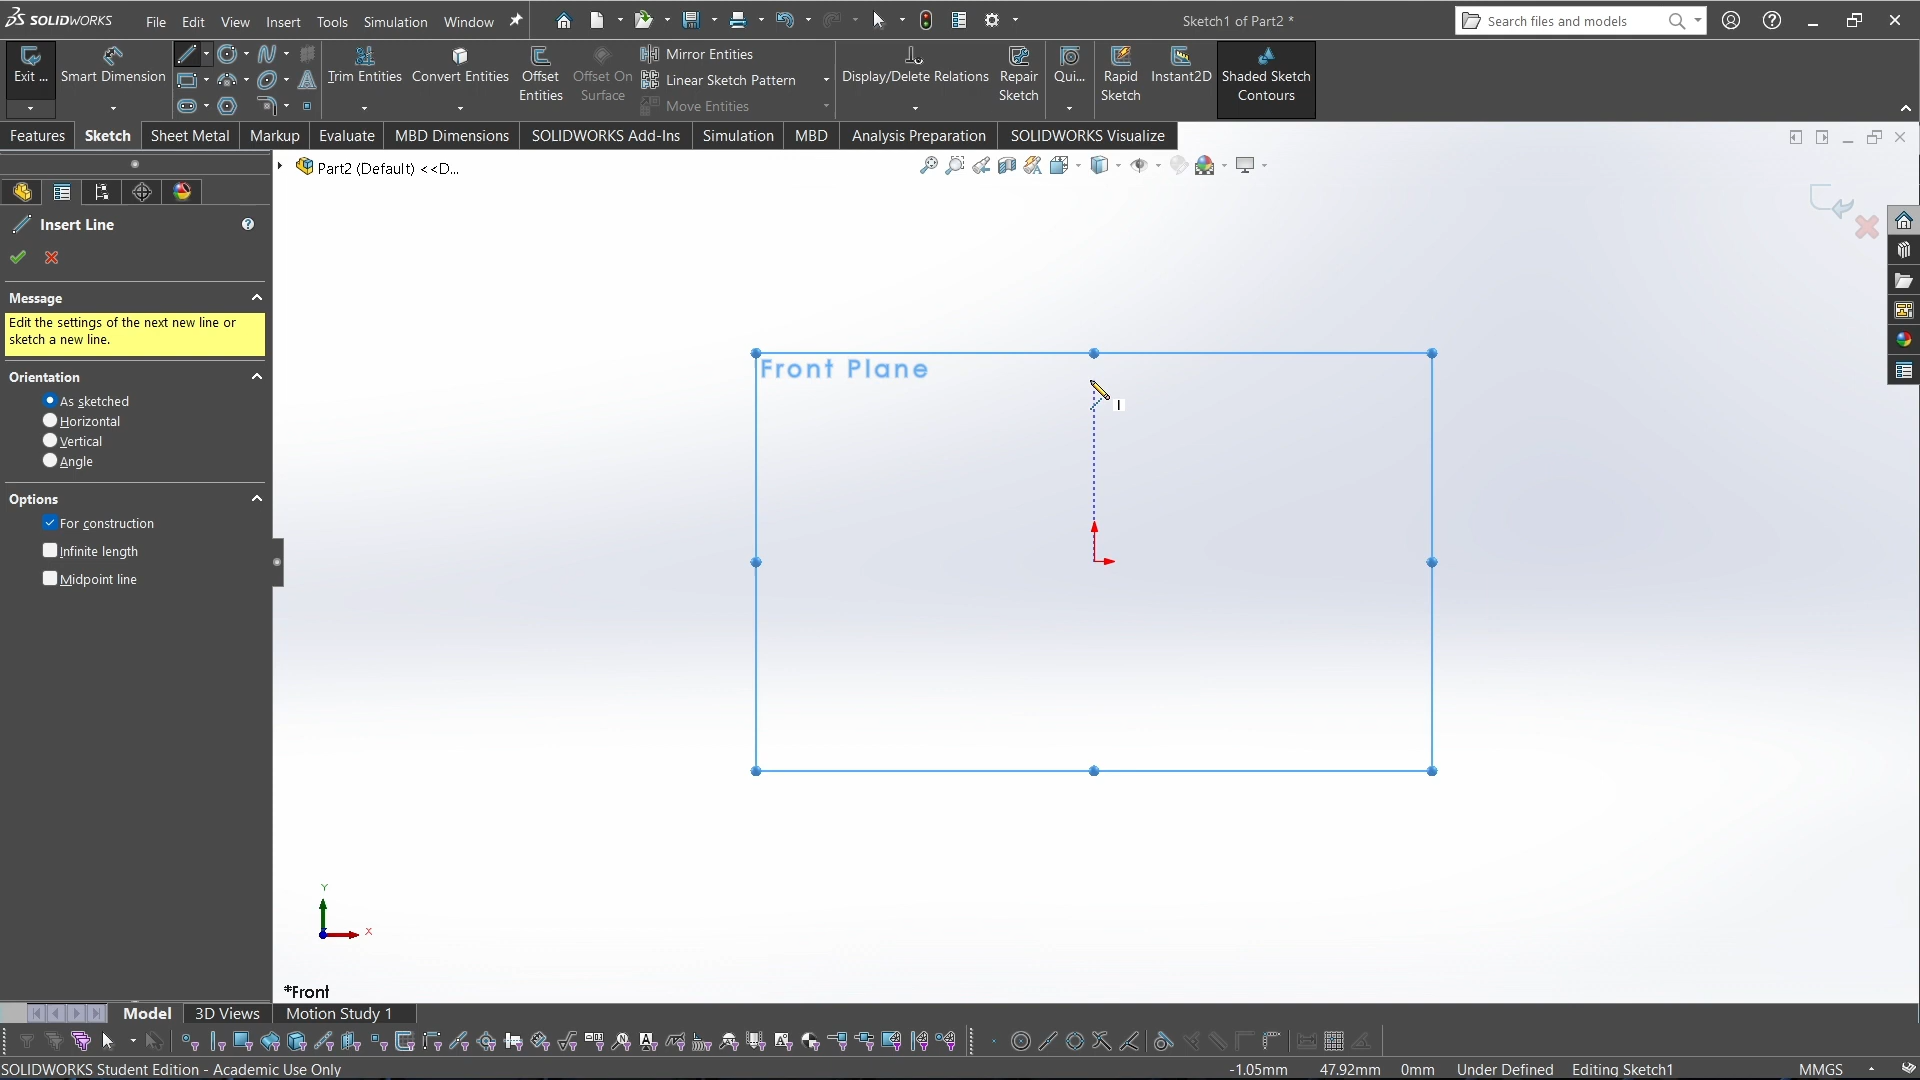 SOLIDWORKS File Edit View Insert Tools Simulation Window Sketch1 of Part2 * Search files and models
Exit ... Smart Dimension Trim Entities Convert Entities Offset Entities Offset On Surface Mirror Entities Display/Delete Relations Repair Sketch Qui... Rapid Sketch Instant2D Shaded Sketch Contours
Linear Sketch Pattern
Move Entities
Features Sketch Sheet Metal Markup Evaluate MBD Dimensions SOLIDWORKS Add-Ins Simulation MBD Analysis Preparation SOLIDWORKS Visualize
Part2 (Default) <<D...
Insert Line
Message
Edit the settings of the next new line or
sketch a new line.
Orientation
As sketched
Horizontal
Vertical
Angle
Options
For construction
Infinite length
Midpoint line
Front Plane
Y
X
*Front
Model 3D Views Motion Study 1
SOLIDWORKS Student Edition - Academic Use Only -1.05mm 47.92mm 0mm Under Defined Editing Sketch1 MMGS